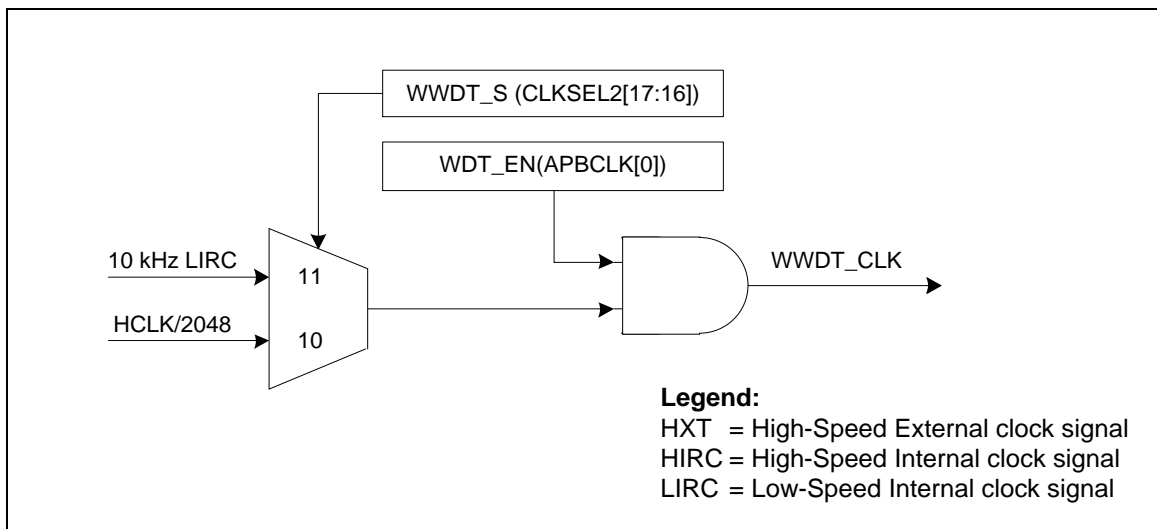 WWDT_S (CLKSEL2[17:16])
WDT_EN(APBCLK[0])
10 kHz LIRC
11
HCLK/2048
10
WWDT_CLK
Legend:
HXT = High-Speed External clock signal
HIRC = High-Speed Internal clock signal
LIRC = Low-Speed Internal clock signal